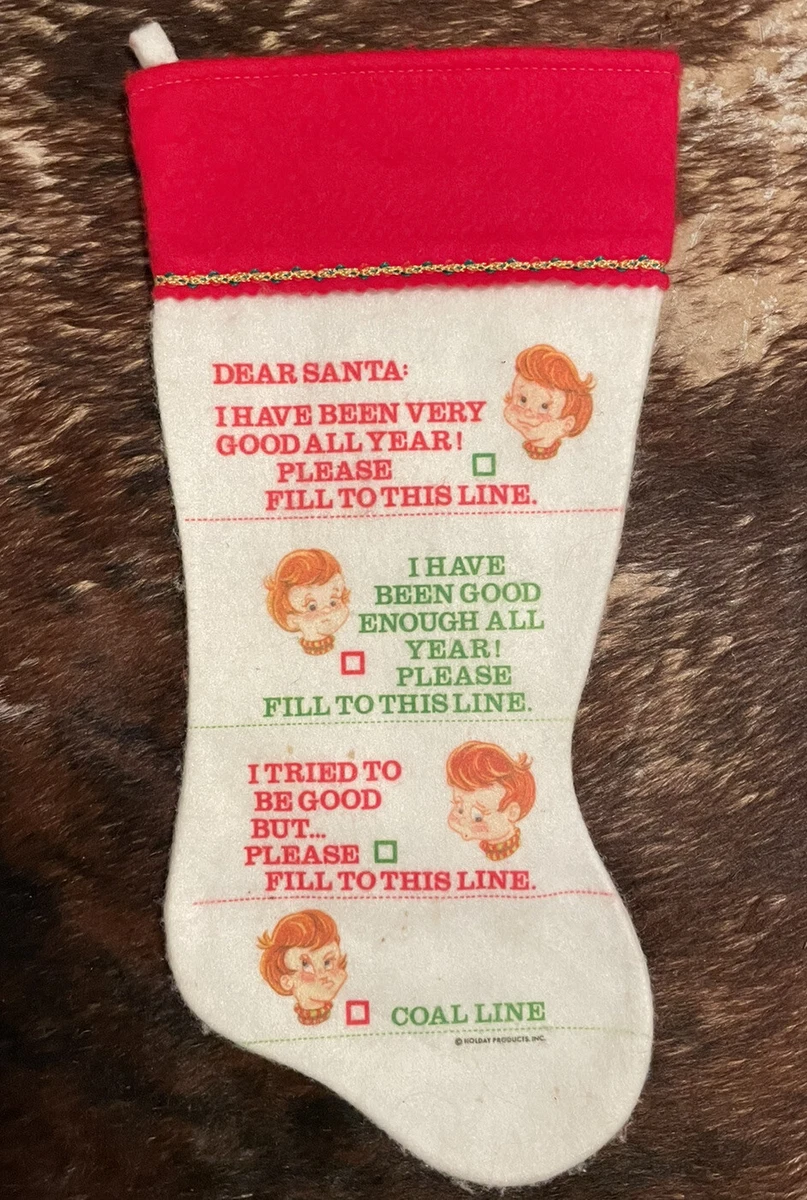 DEAR SANTA:
I HAVE BEEN VERY
GOOD ALL YEAR!
PLEASE
FILL TO THIS LINE.
I HAVE
BEEN GOOD
ENOUGH ALL
YEAR!
PLEASE
FILL TO THIS LINE.
I TRIED TO
BE GOOD
BUT...
PLEASE
FILL TO THIS LINE.
COAL LINE
© HOLDAY PRODUCTS, INC.